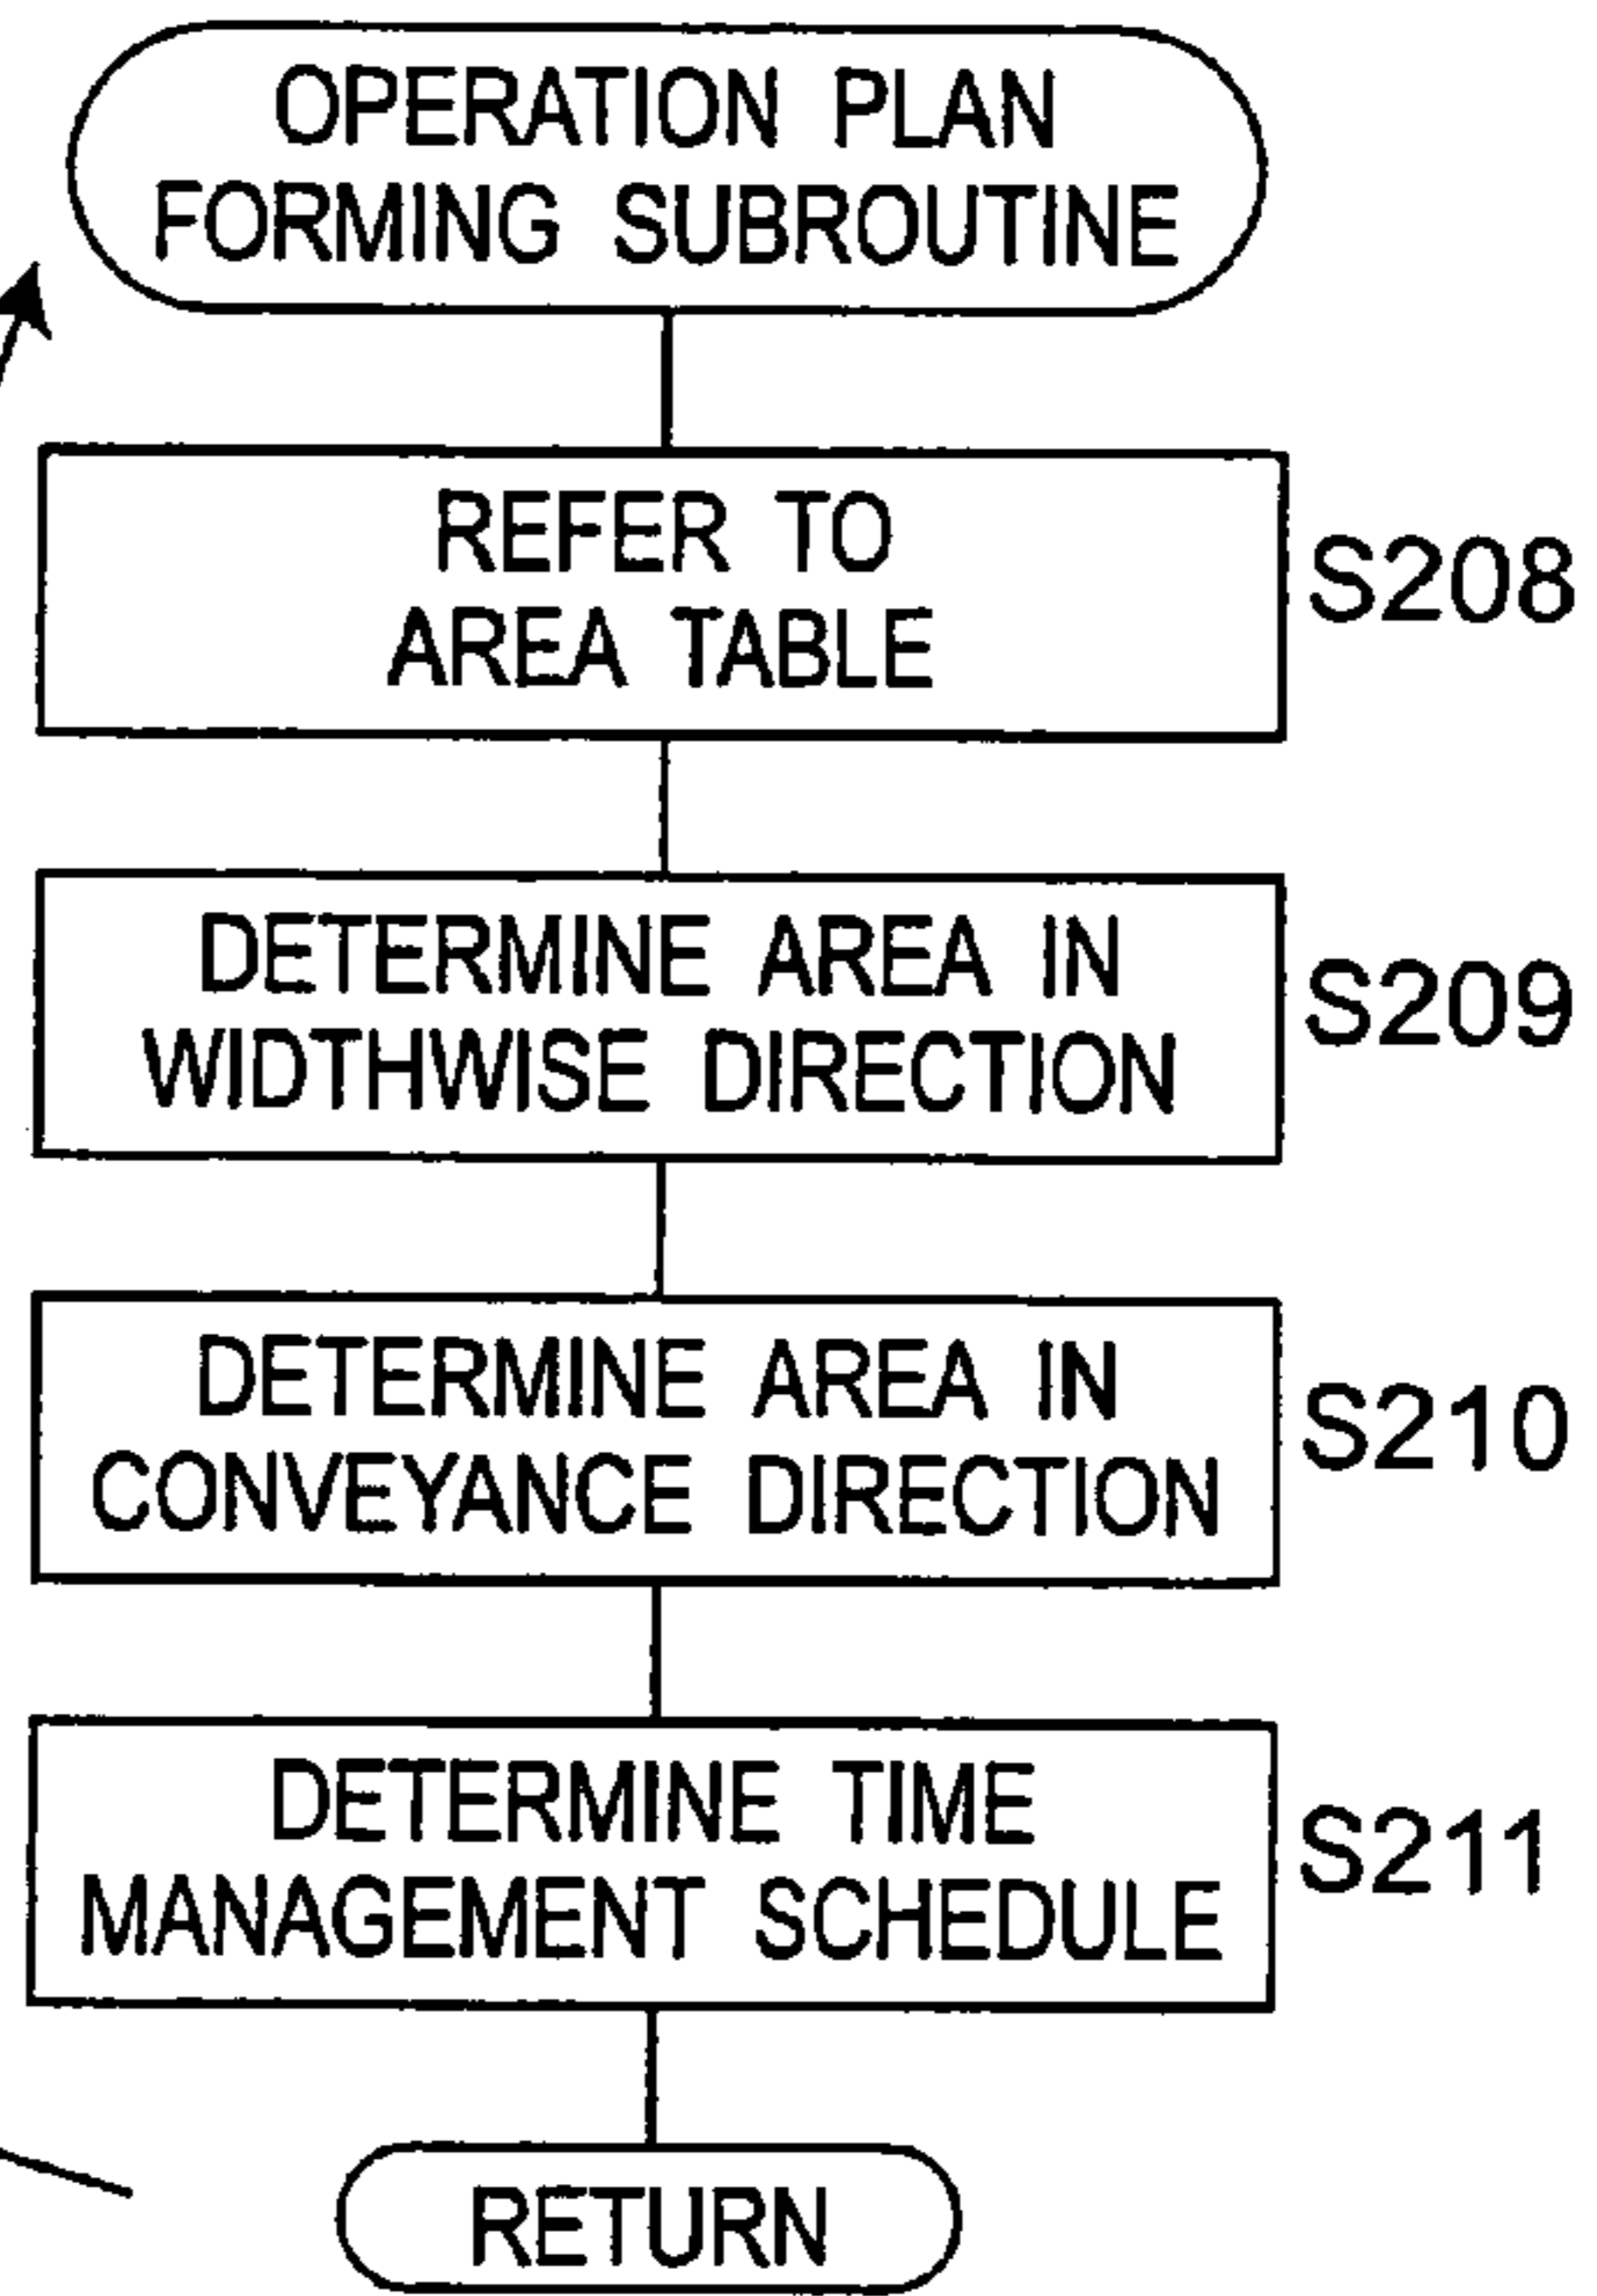 OPERATION PLAN
FORMING SUBROUTINE
REFER TO
AREA TABLE
S208
DETERMINE AREA IN
WIDTHWISE DIRECTION
S209
DETERMINE AREA IN
CONVEYANCE DIRECTION
S210
DETERMINE TIME
MANAGEMENT SCHEDULE
S211
RETURN